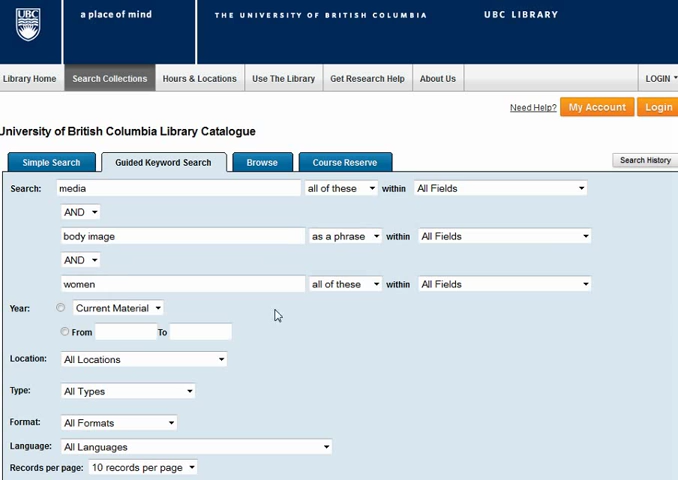 UBC
a place of mind
THE UNIVERSITY OF BRITISH COLUMBIA
UBC LIBRARY
Library Home
Search Collections
Hours & Locations
Use The Library
Get Research Help
About Us
LOGIN
Need Help?
My Account
Login
University of British Columbia Library Catalogue
Simple Search
Guided Keyword Search
Browse
Course Reserve
Search History
Search: media all of these within All Fields
AND
body image as a phrase within All Fields
AND
women all of these within All Fields
Year: Current Material
From To
Location: All Locations
Type: All Types
Format: All Formats
Language: All Languages
Records per page: 10 records per page